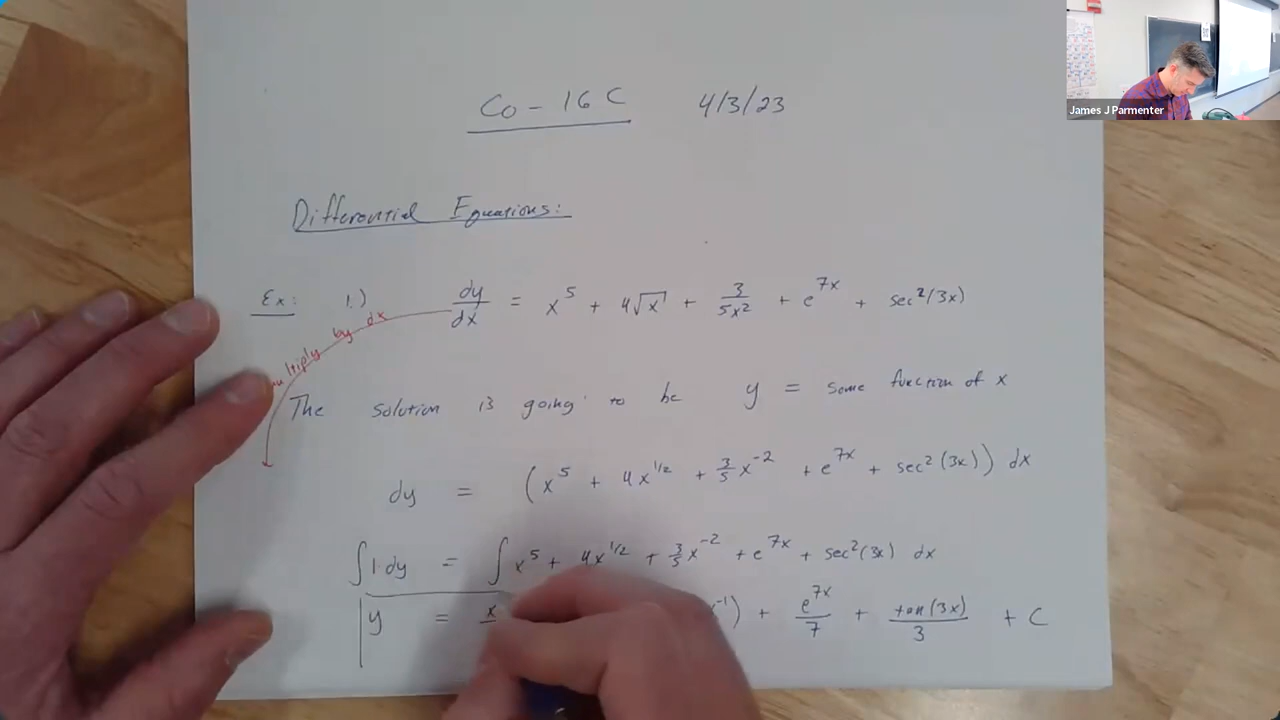 James J Parmenter
Co - 16 C 4/3/23
Differential Equations:
Ex: 1.) dy/dx = x^5 + 4√x + 3/(5x^2) + e^(7x) + sec^2(3x)
by dx
The solution is going to be y = some function of x
dy = (x^5 + 4x^(1/2) + 3/5 x^(-2) + e^(7x) + sec^2(3x)) dx
∫1·dy = ∫x^5 + 4x^(1/2) + 3/5 x^(-2) + e^(7x) + sec^2(3x) dx
y = x^(-1)) + e^(7x)/7 + tan(3x)/3 + C